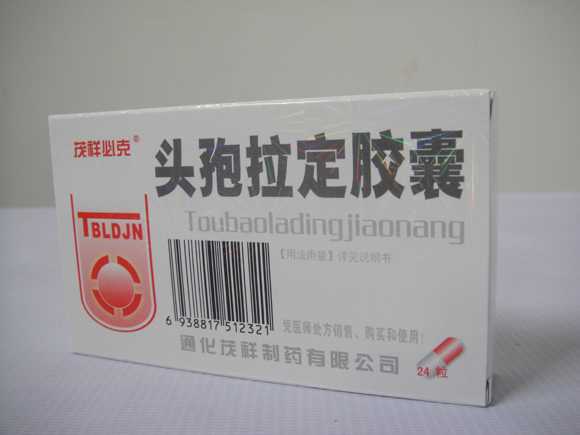 茂祥必克®
头孢拉定胶囊
Toubaoladingjiaonang
TBLDJN
【用法用量】详见说明书。
6 938817 512321
凭医师处方销售、购买和使用!
通化茂祥制药有限公司
24 粒